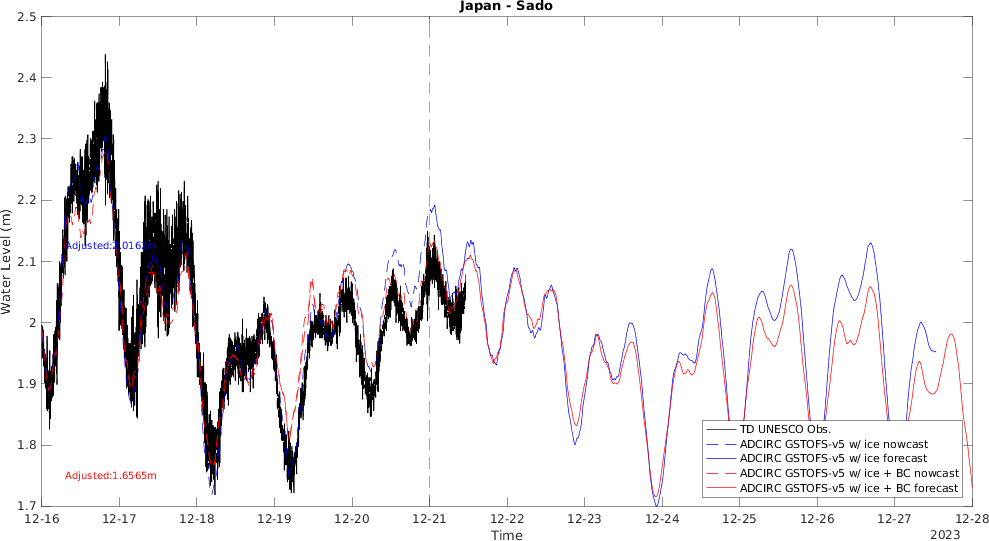 Japan - Sado
Water Level (m)
2.5
2.4
2.3
2.2
2.1
2
1.9
1.8
1.7
Adjusted:2.0162m
Adjusted:1.6565m
TD UNESCO Obs.
ADCIRC GSTOFS-v5 w/ ice nowcast
ADCIRC GSTOFS-v5 w/ ice forecast
ADCIRC GSTOFS-v5 w/ ice + BC nowcast
ADCIRC GSTOFS-v5 w/ ice + BC forecast
12-16 12-17 12-18 12-19 12-20 12-21 12-22 12-23 12-24 12-25 12-26 12-27 12-28
Time
2023